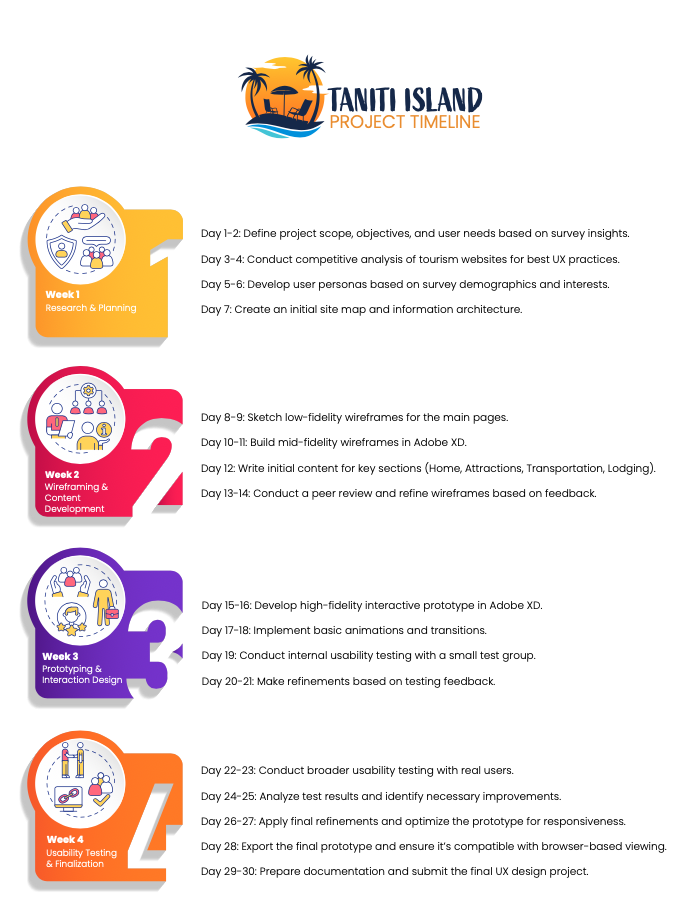 TANITI ISLAND
PROJECT TIMELINE
1
Week 1
Research & Planning
Day 1-2: Define project scope, objectives, and user needs based on survey insights.
Day 3-4: Conduct competitive analysis of tourism websites for best UX practices.
Day 5-6: Develop user personas based on survey demographics and interests.
Day 7: Create an initial site map and information architecture.
2
Week 2
Wireframing &
Content
Development
Day 8-9: Sketch low-fidelity wireframes for the main pages.
Day 10-11: Build mid-fidelity wireframes in Adobe XD.
Day 12: Write initial content for key sections (Home, Attractions, Transportation, Lodging).
Day 13-14: Conduct a peer review and refine wireframes based on feedback.
3
Week 3
Prototyping &
Interaction Design
Day 15-16: Develop high-fidelity interactive prototype in Adobe XD.
Day 17-18: Implement basic animations and transitions.
Day 19: Conduct internal usability testing with a small test group.
Day 20-21: Make refinements based on testing feedback.
4
Week 4
Usability Testing
& Finalization
Day 22-23: Conduct broader usability testing with real users.
Day 24-25: Analyze test results and identify necessary improvements.
Day 26-27: Apply final refinements and optimize the prototype for responsiveness.
Day 28: Export the final prototype and ensure it's compatible with browser-based viewing.
Day 29-30: Prepare documentation and submit the final UX design project.